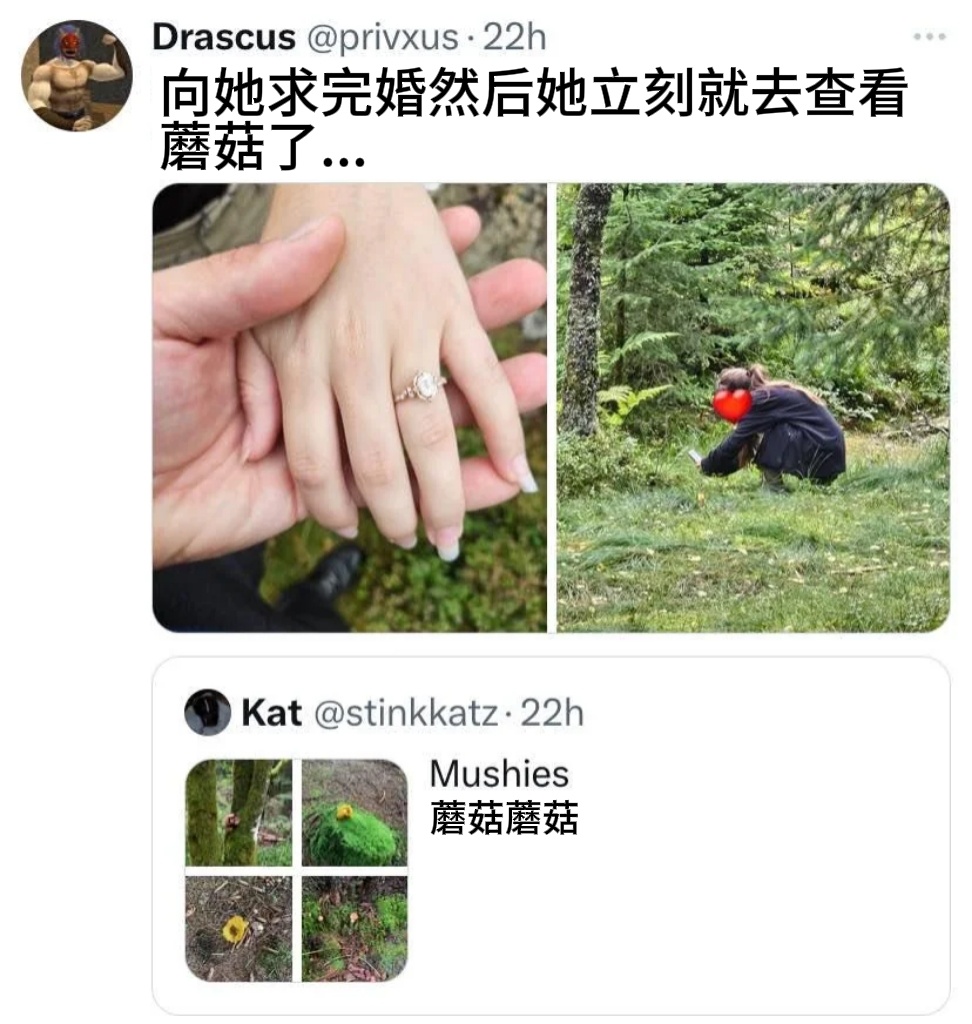 Drascus @privxus · 22h
向她求完婚然后她立刻就去查看
蘑菇了...
Kat @stinkkatz · 22h
Mushies
蘑菇蘑菇